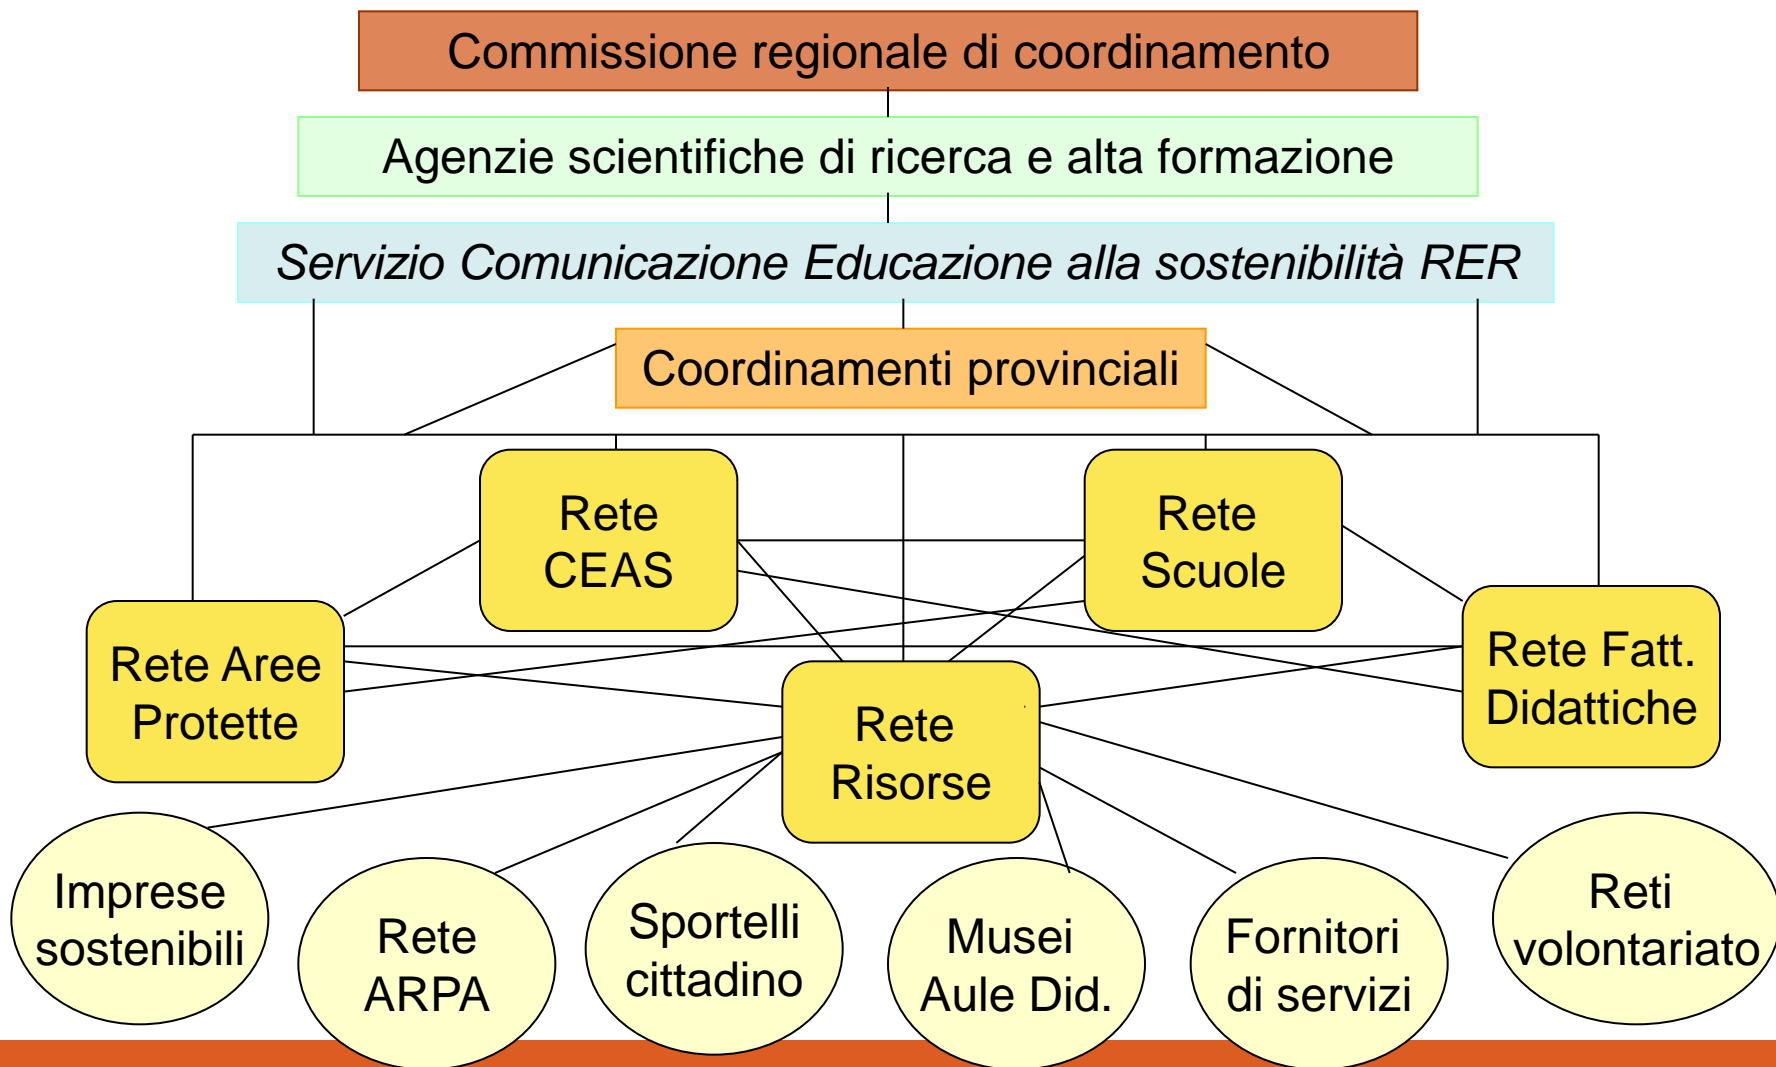 Commissione regionale di coordinamento
Agenzie scientifiche di ricerca e alta formazione
Servizio Comunicazione Educazione alla sostenibilità RER
Coordinamenti provinciali
Rete
CEAS
Rete
Scuole
Rete Aree
Protette
Rete Fatt.
Didattiche
Rete
Risorse
Imprese
sostenibili
Rete
ARPA
Sportelli
cittadino
Musei
Aule Did.
Fornitori
di servizi
Reti
volontariato